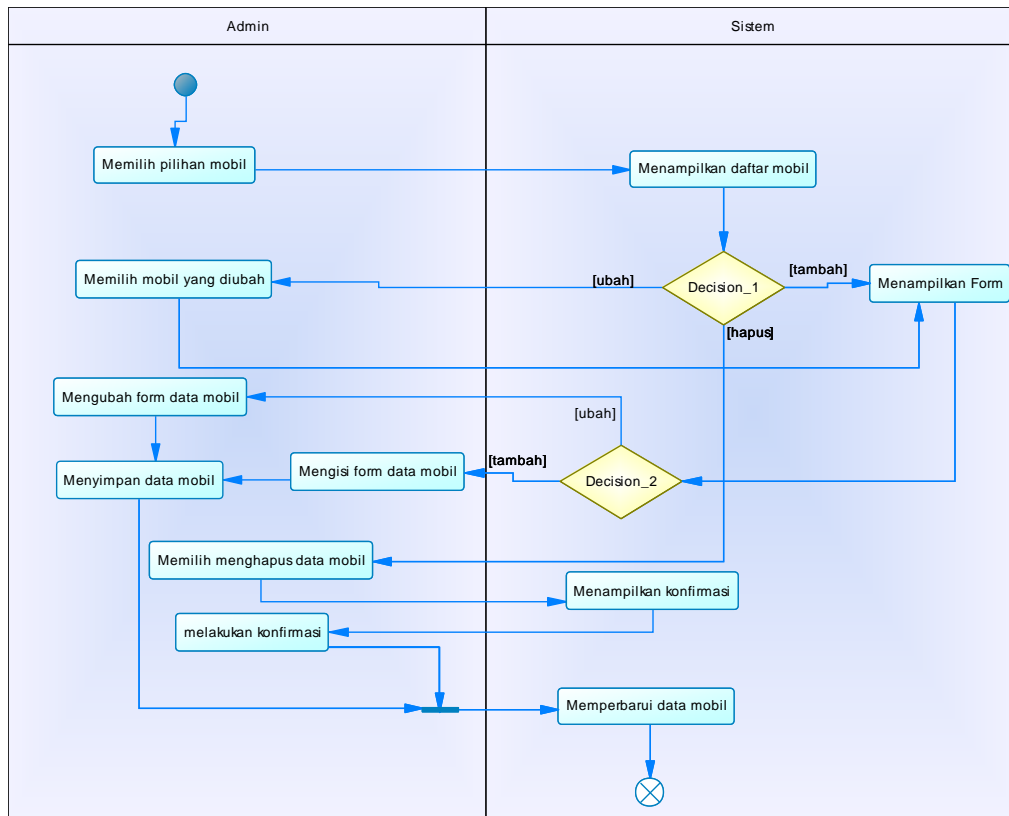 Admin
Sistem
Memilih pilihan mobil
Menampilkan daftar mobil
Memilih mobil yang diubah
[ubah]
Decision_1
[tambah]
Menampilkan Form
[hapus]
Mengubah form data mobil
[ubah]
Menyimpan data mobil
Mengisi form data mobil
[tambah]
Decision_2
Memilih menghapus data mobil
Menampilkan konfirmasi
melakukan konfirmasi
Memperbarui data mobil